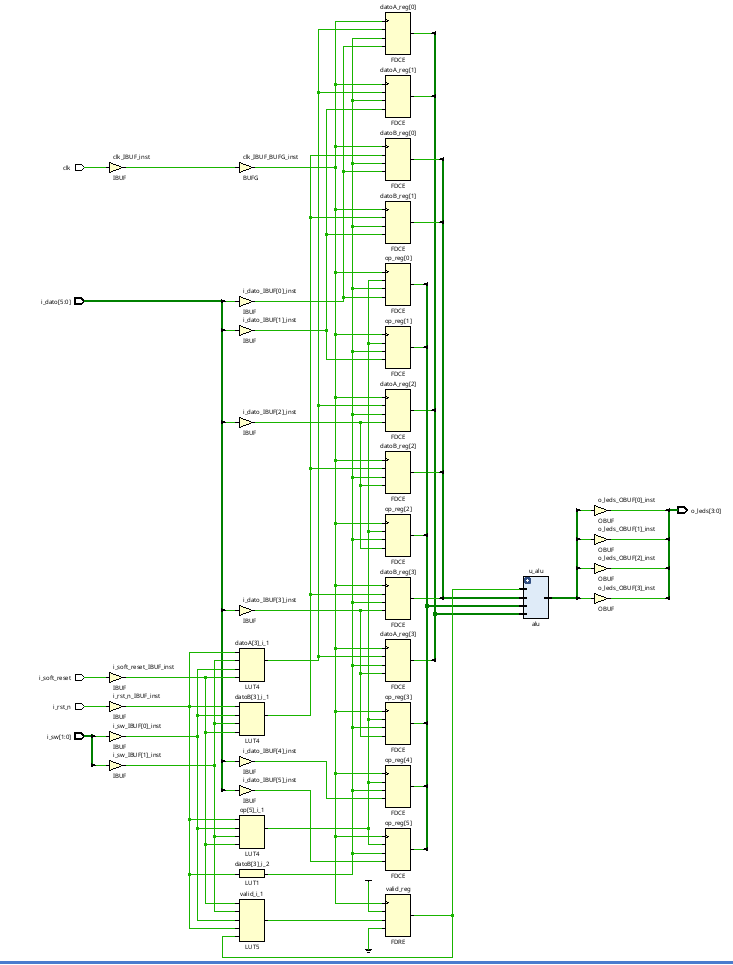 datoA_reg[0]
FDCE
datoA_reg[1]
FDCE
datoB_reg[0]
clk
clk_IBUF_inst
IBUF
clk_IBUF_BUFG_inst
BUFG
FDCE
datoB_reg[1]
FDCE
op_reg[0]
i_dato[5:0]
i_dato_IBUF[0]_inst
IBUF
FDCE
i_dato_IBUF[1]_inst
IBUF
op_reg[1]
FDCE
datoA_reg[2]
i_dato_IBUF[2]_inst
IBUF
FDCE
datoB_reg[2]
FDCE
op_reg[2]
FDCE
o_leds_OBUF[0]_inst
OBUF
o_leds[3:0]
o_leds_OBUF[1]_inst
OBUF
o_leds_OBUF[2]_inst
OBUF
o_leds_OBUF[3]_inst
OBUF
u_alu
alu
datoB_reg[3]
i_dato_IBUF[3]_inst
IBUF
FDCE
datoA_reg[3]
datoA[3]_i_1
LUT4
i_soft_reset
i_soft_reset_IBUF_inst
IBUF
FDCE
i_rst_n
i_rst_n_IBUF_inst
IBUF
datoB[3]_i_1
LUT4
op_reg[3]
FDCE
i_sw[1:0]
i_sw_IBUF[0]_inst
IBUF
i_sw_IBUF[1]_inst
IBUF
i_dato_IBUF[4]_inst
IBUF
op_reg[4]
FDCE
i_dato_IBUF[5]_inst
IBUF
op[5]_i_1
LUT4
op_reg[5]
FDCE
datoB[3]_i_2
LUT1
valid_i_1
LUT5
valid_reg
FDRE